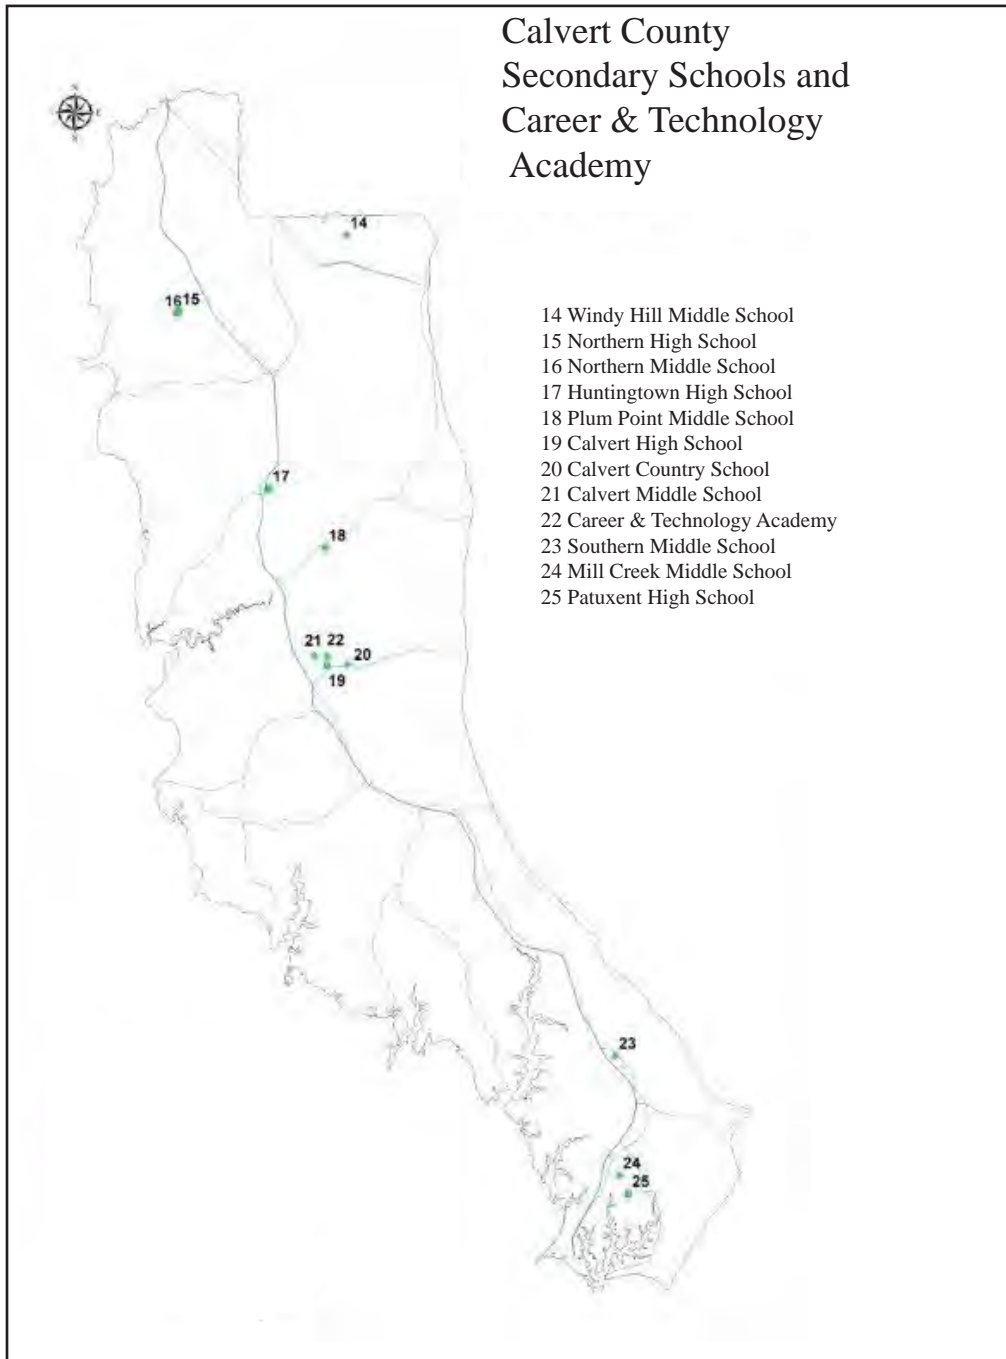 Calvert County
Secondary Schools and
Career & Technology
Academy
N
E
S
14
16 15
14 Windy Hill Middle School
15 Northern High School
16 Northern Middle School
17 Huntingtown High School
18 Plum Point Middle School
19 Calvert High School
20 Calvert Country School
21 Calvert Middle School
22 Career & Technology Academy
23 Southern Middle School
24 Mill Creek Middle School
25 Patuxent High School
17
18
21 22
20
19
23
24
25